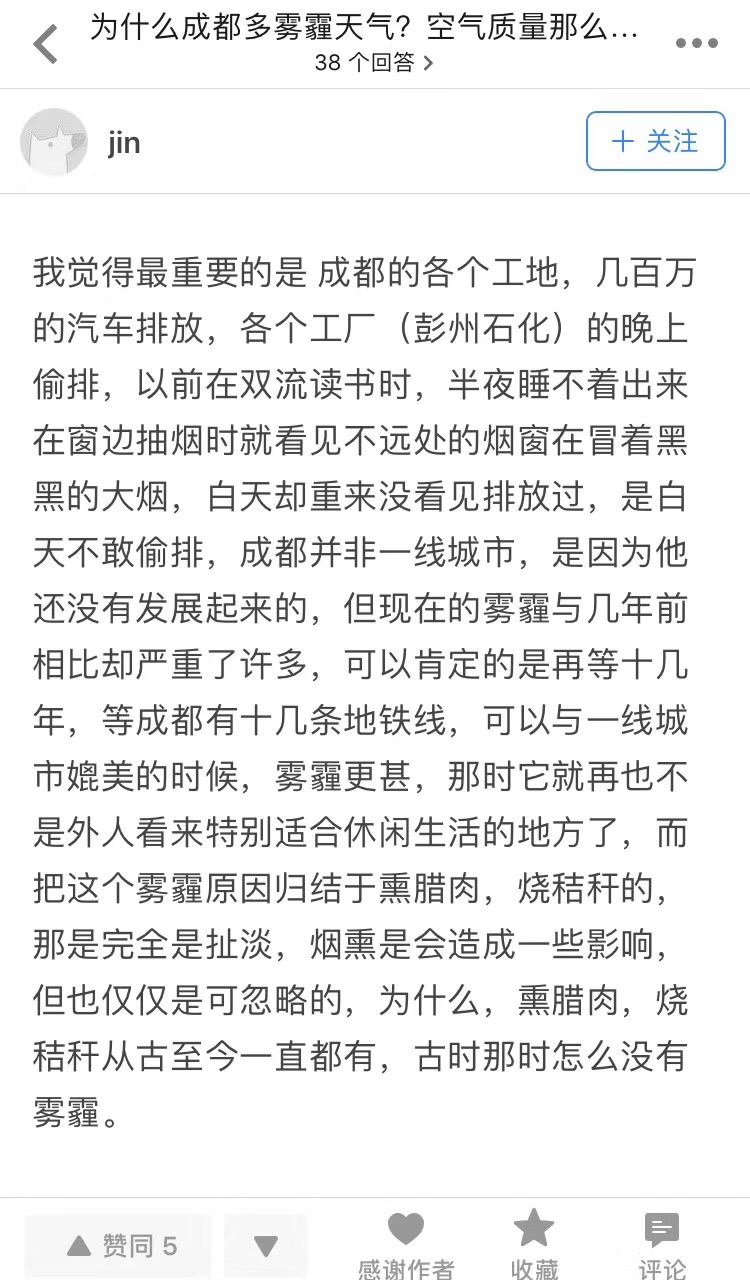 为什么成都多雾霾天气？空气质量那么...
38 个回答
jin
关注
我觉得最重要的是 成都的各个工地，几百万
的汽车排放，各个工厂（彭州石化）的晚上
偷排，以前在双流读书时，半夜睡不着出来
在窗边抽烟时就看见不远处的烟窗在冒着黑
黑的大烟，白天却重来没看见排放过，是白
天不敢偷排，成都并非一线城市，是因为他
还没有发展起来的，但现在的雾霾与几年前
相比却严重了许多，可以肯定的是再等十几
年，等成都有十几条地铁线，可以与一线城
市媲美的时候，雾霾更甚，那时它就再也不
是外人看来特别适合休闲生活的地方了，而
把这个雾霾原因归结于熏腊肉，烧秸秆的，
那是完全是扯淡，烟熏是会造成一些影响，
但也仅仅是可忽略的，为什么，熏腊肉，烧
秸秆从古至今一直都有，古时那时怎么没有
雾霾。
赞同 5
感谢作者
收藏
评论